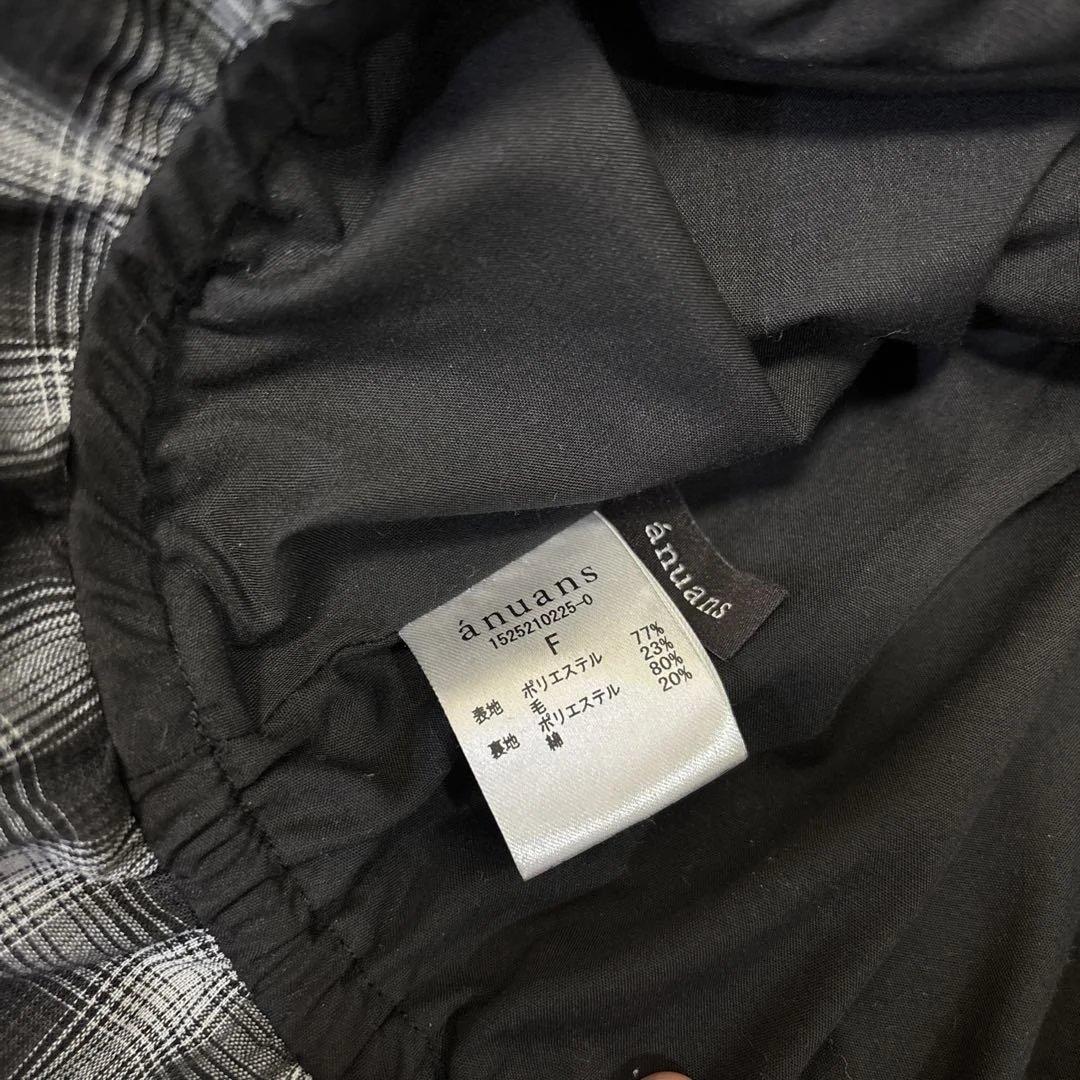 ánuans
1525210225-0
F
表地 ポリエステル 77%
毛 23%
裏地 ポリエステル 80%
綿 20%
ánuans